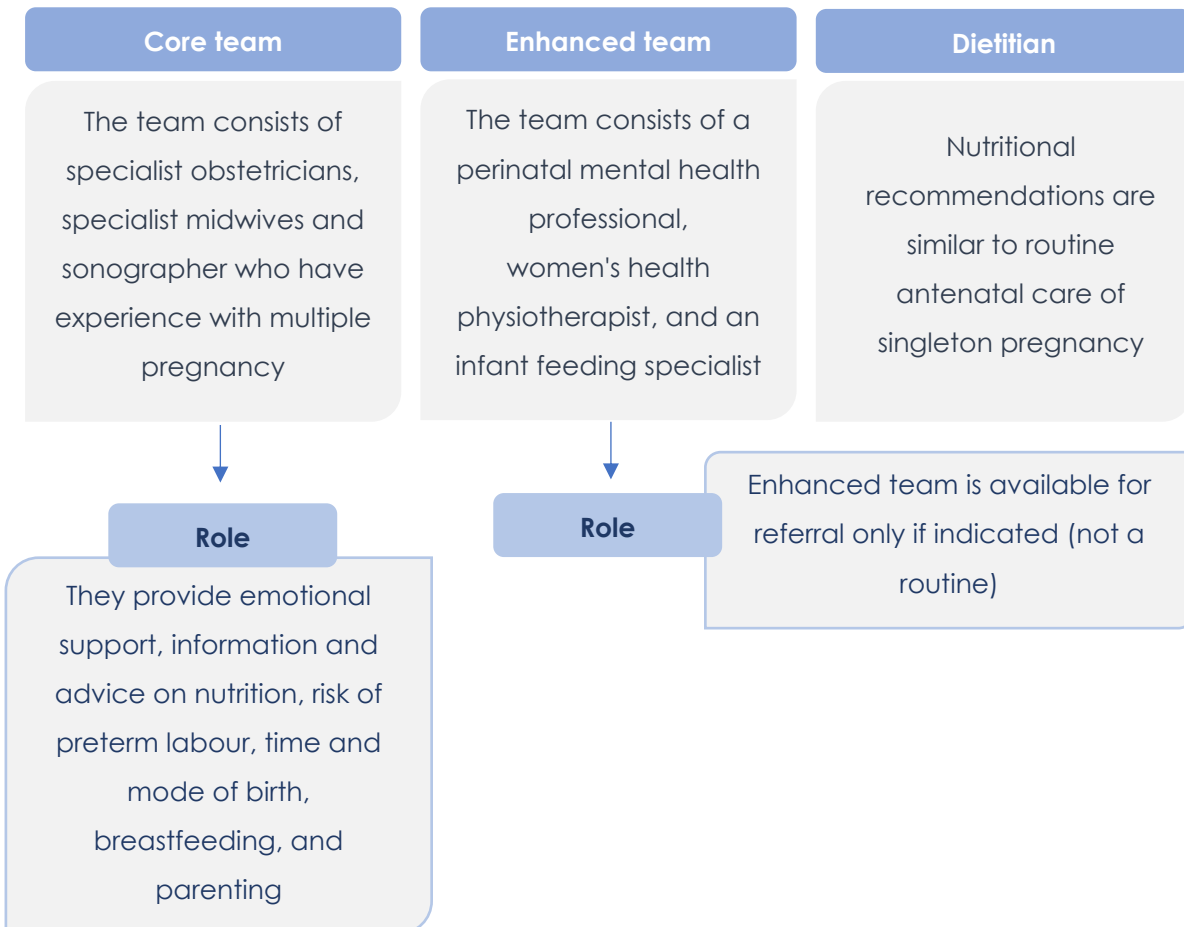 Core team
The team consists of
specialist obstetricians,
specialist midwives and
sonographer who have
experience with multiple
pregnancy
Role
They provide emotional
support, information and
advice on nutrition, risk of
preterm labour, time and
mode of birth,
breastfeeding, and
parenting
Enhanced team
The team consists of a
perinatal mental health
professional,
women's health
physiotherapist, and an
infant feeding specialist
Role
Enhanced team is available for
referral only if indicated (not a
routine)
Dietitian
Nutritional
recommendations are
similar to routine
antenatal care of
singleton pregnancy